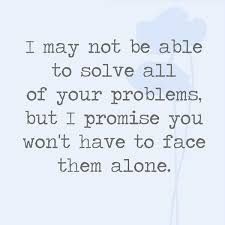 I may not be able
to solve all
of your problems,
but I promise you
won't have to face
them alone.